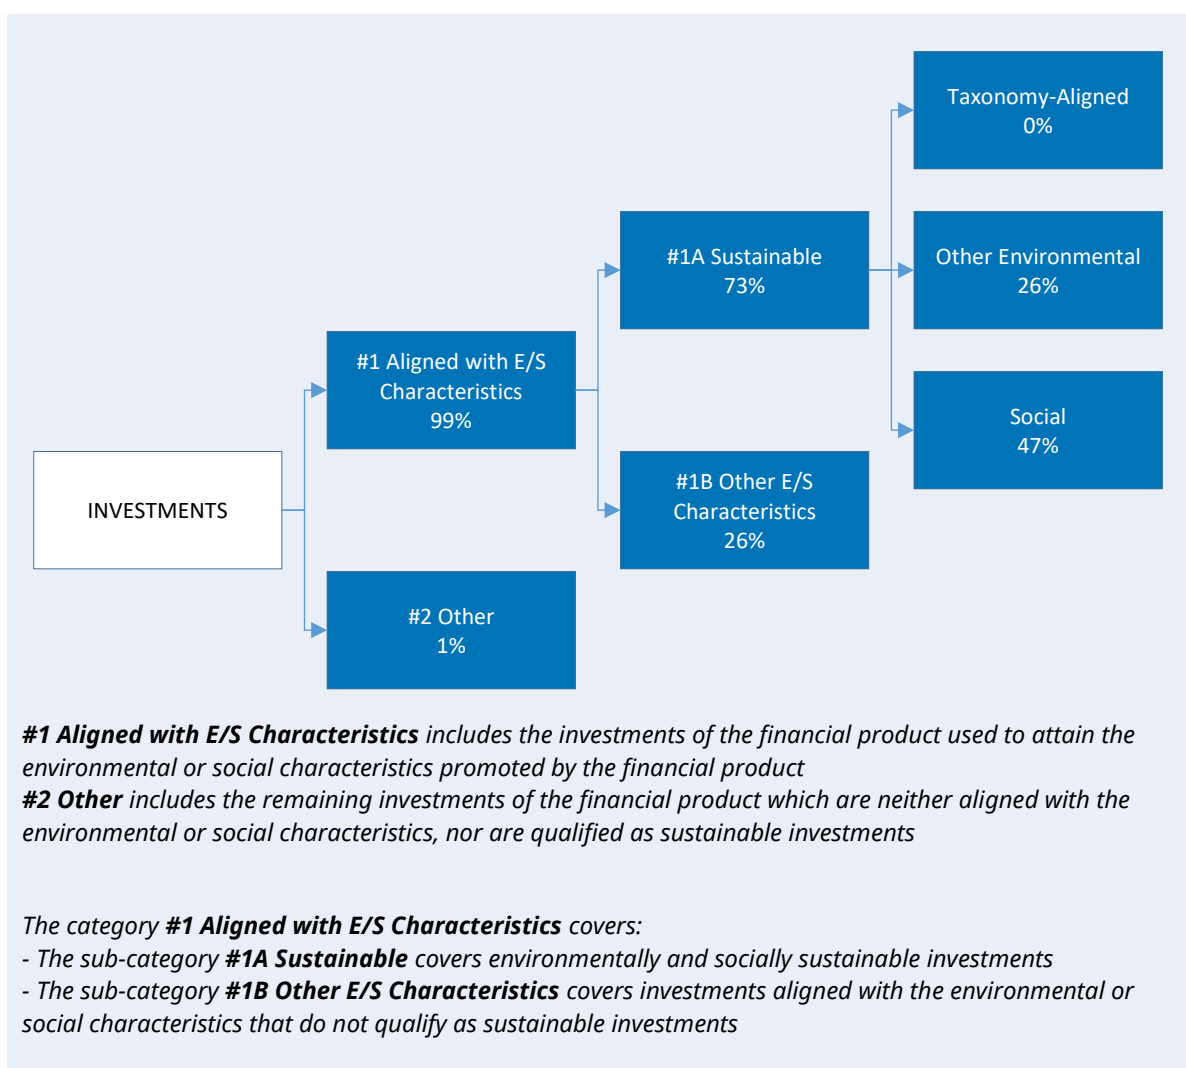 Taxonomy-Aligned
0%
#1A Sustainable
73%
Other Environmental
26%
#1 Aligned with E/S
Characteristics
99%
Social
47%
INVESTMENTS
#1B Other E/S
Characteristics
26%
#2 Other
1%
#1 Aligned with E/S Characteristics includes the investments of the financial product used to attain the
environmental or social characteristics promoted by the financial product
#2 Other includes the remaining investments of the financial product which are neither aligned with the
environmental or social characteristics, nor are qualified as sustainable investments
The category #1 Aligned with E/S Characteristics covers:
- The sub-category #1A Sustainable covers environmentally and socially sustainable investments
- The sub-category #1B Other E/S Characteristics covers investments aligned with the environmental or
social characteristics that do not qualify as sustainable investments